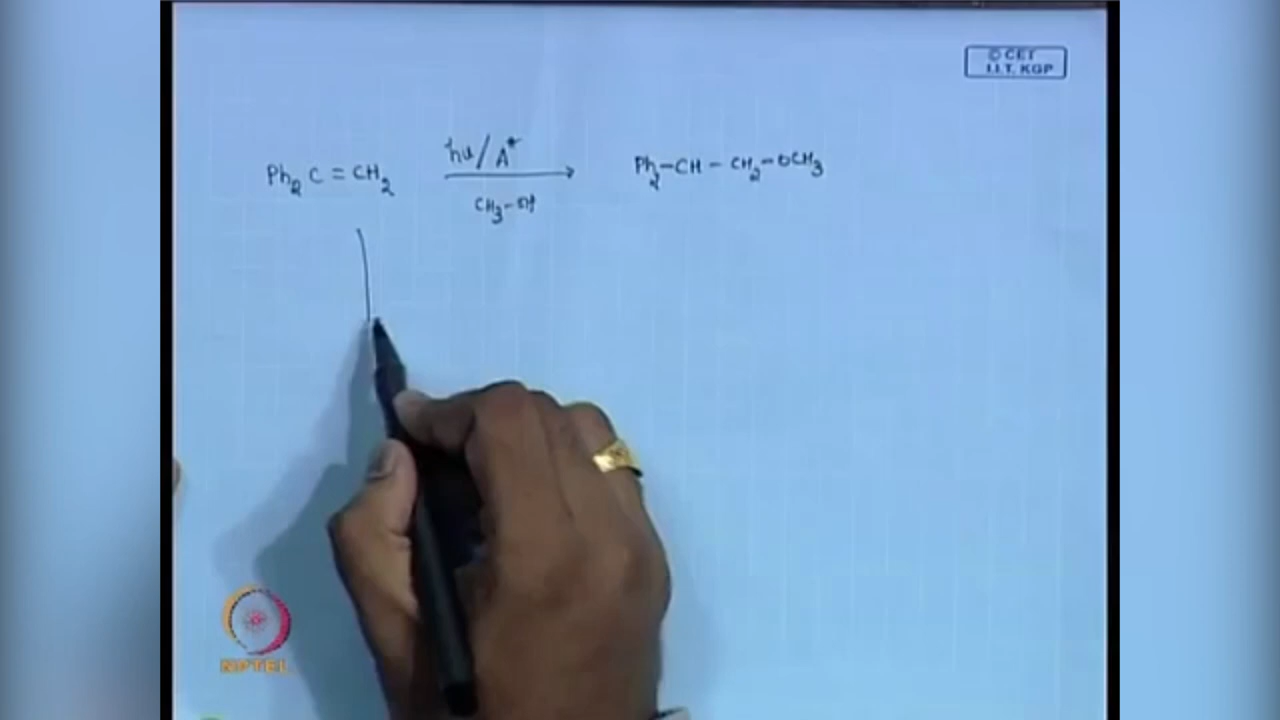 © CET
I.I.T. KGP
hν/A*
Ph₂C=CH₂ → Ph₂-CH-CH₂-OCH₃
CH₃-OH
NPTEL